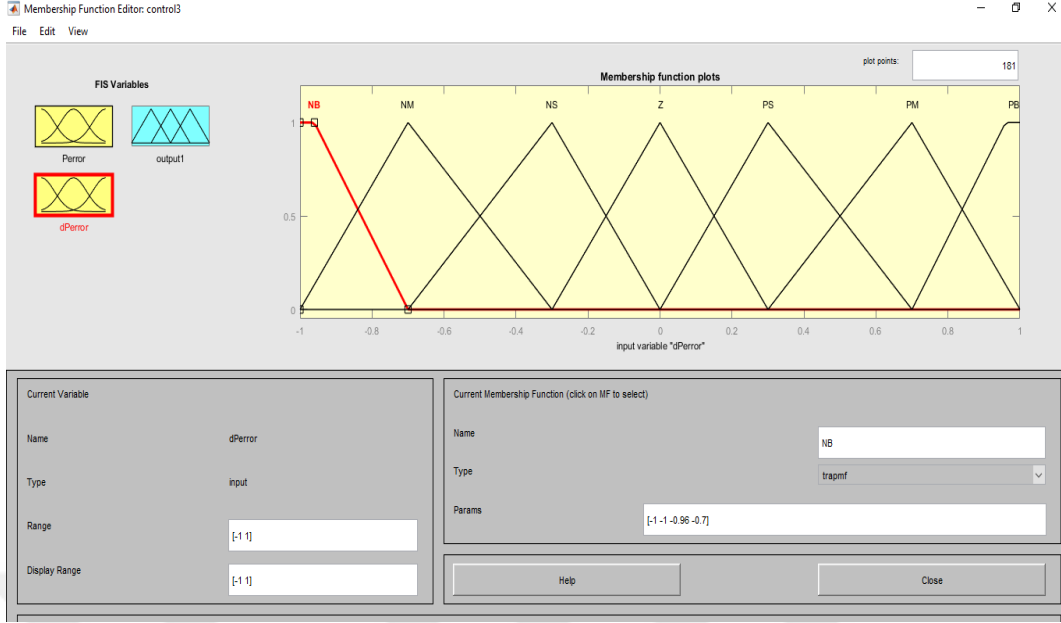 Membership Function Editor: control3
File Edit View
FIS Variables
Perror
output1
dPerror
plot points:
181
Membership function plots
NB NM NS Z PS PM PB
1
0.5
0
-1 -0.8 -0.6 -0.4 -0.2 0 0.2 0.4 0.6 0.8 1
input variable "dPerror"
Current Variable
Name dPerror
Type input
Range [-1 1]
Display Range [-1 1]
Current Membership Function (click on MF to select)
Name NB
Type trapmf
Params [-1 -1 -0.96 -0.7]
Help Close